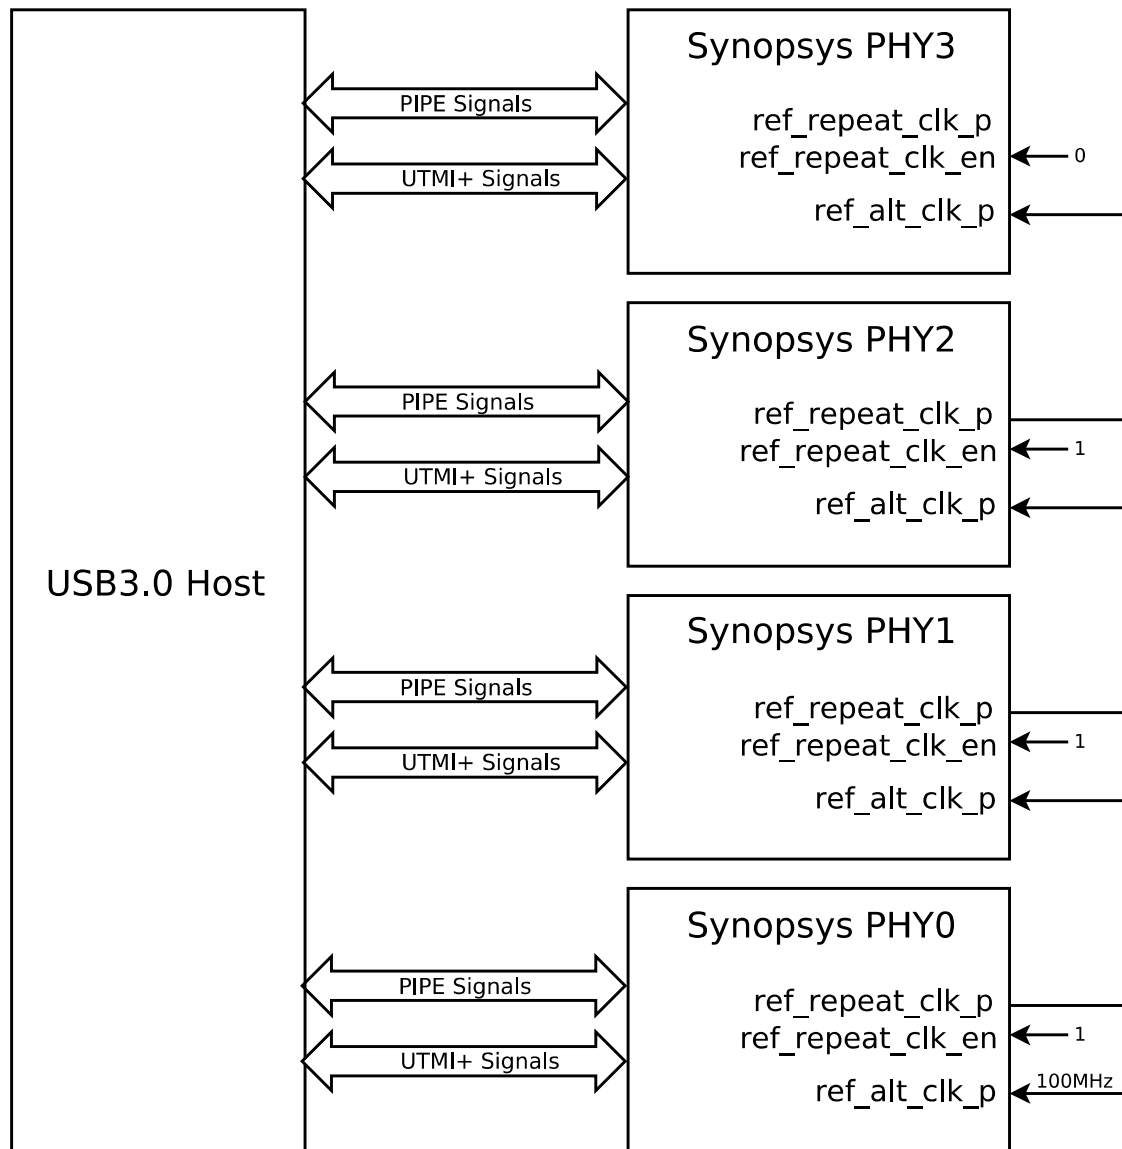 Synopsys PHY3
PIPE Signals
ref_repeat_clk_p
UTMI+ Signals
ref_repeat_clk_en
0
ref_alt_clk_p
Synopsys PHY2
PIPE Signals
ref_repeat_clk_p
UTMI+ Signals
ref_repeat_clk_en
1
ref_alt_clk_p
USB3.0 Host
Synopsys PHY1
PIPE Signals
ref_repeat_clk_p
UTMI+ Signals
ref_repeat_clk_en
1
ref_alt_clk_p
Synopsys PHY0
PIPE Signals
ref_repeat_clk_p
UTMI+ Signals
ref_repeat_clk_en
1
ref_alt_clk_p
100MHz